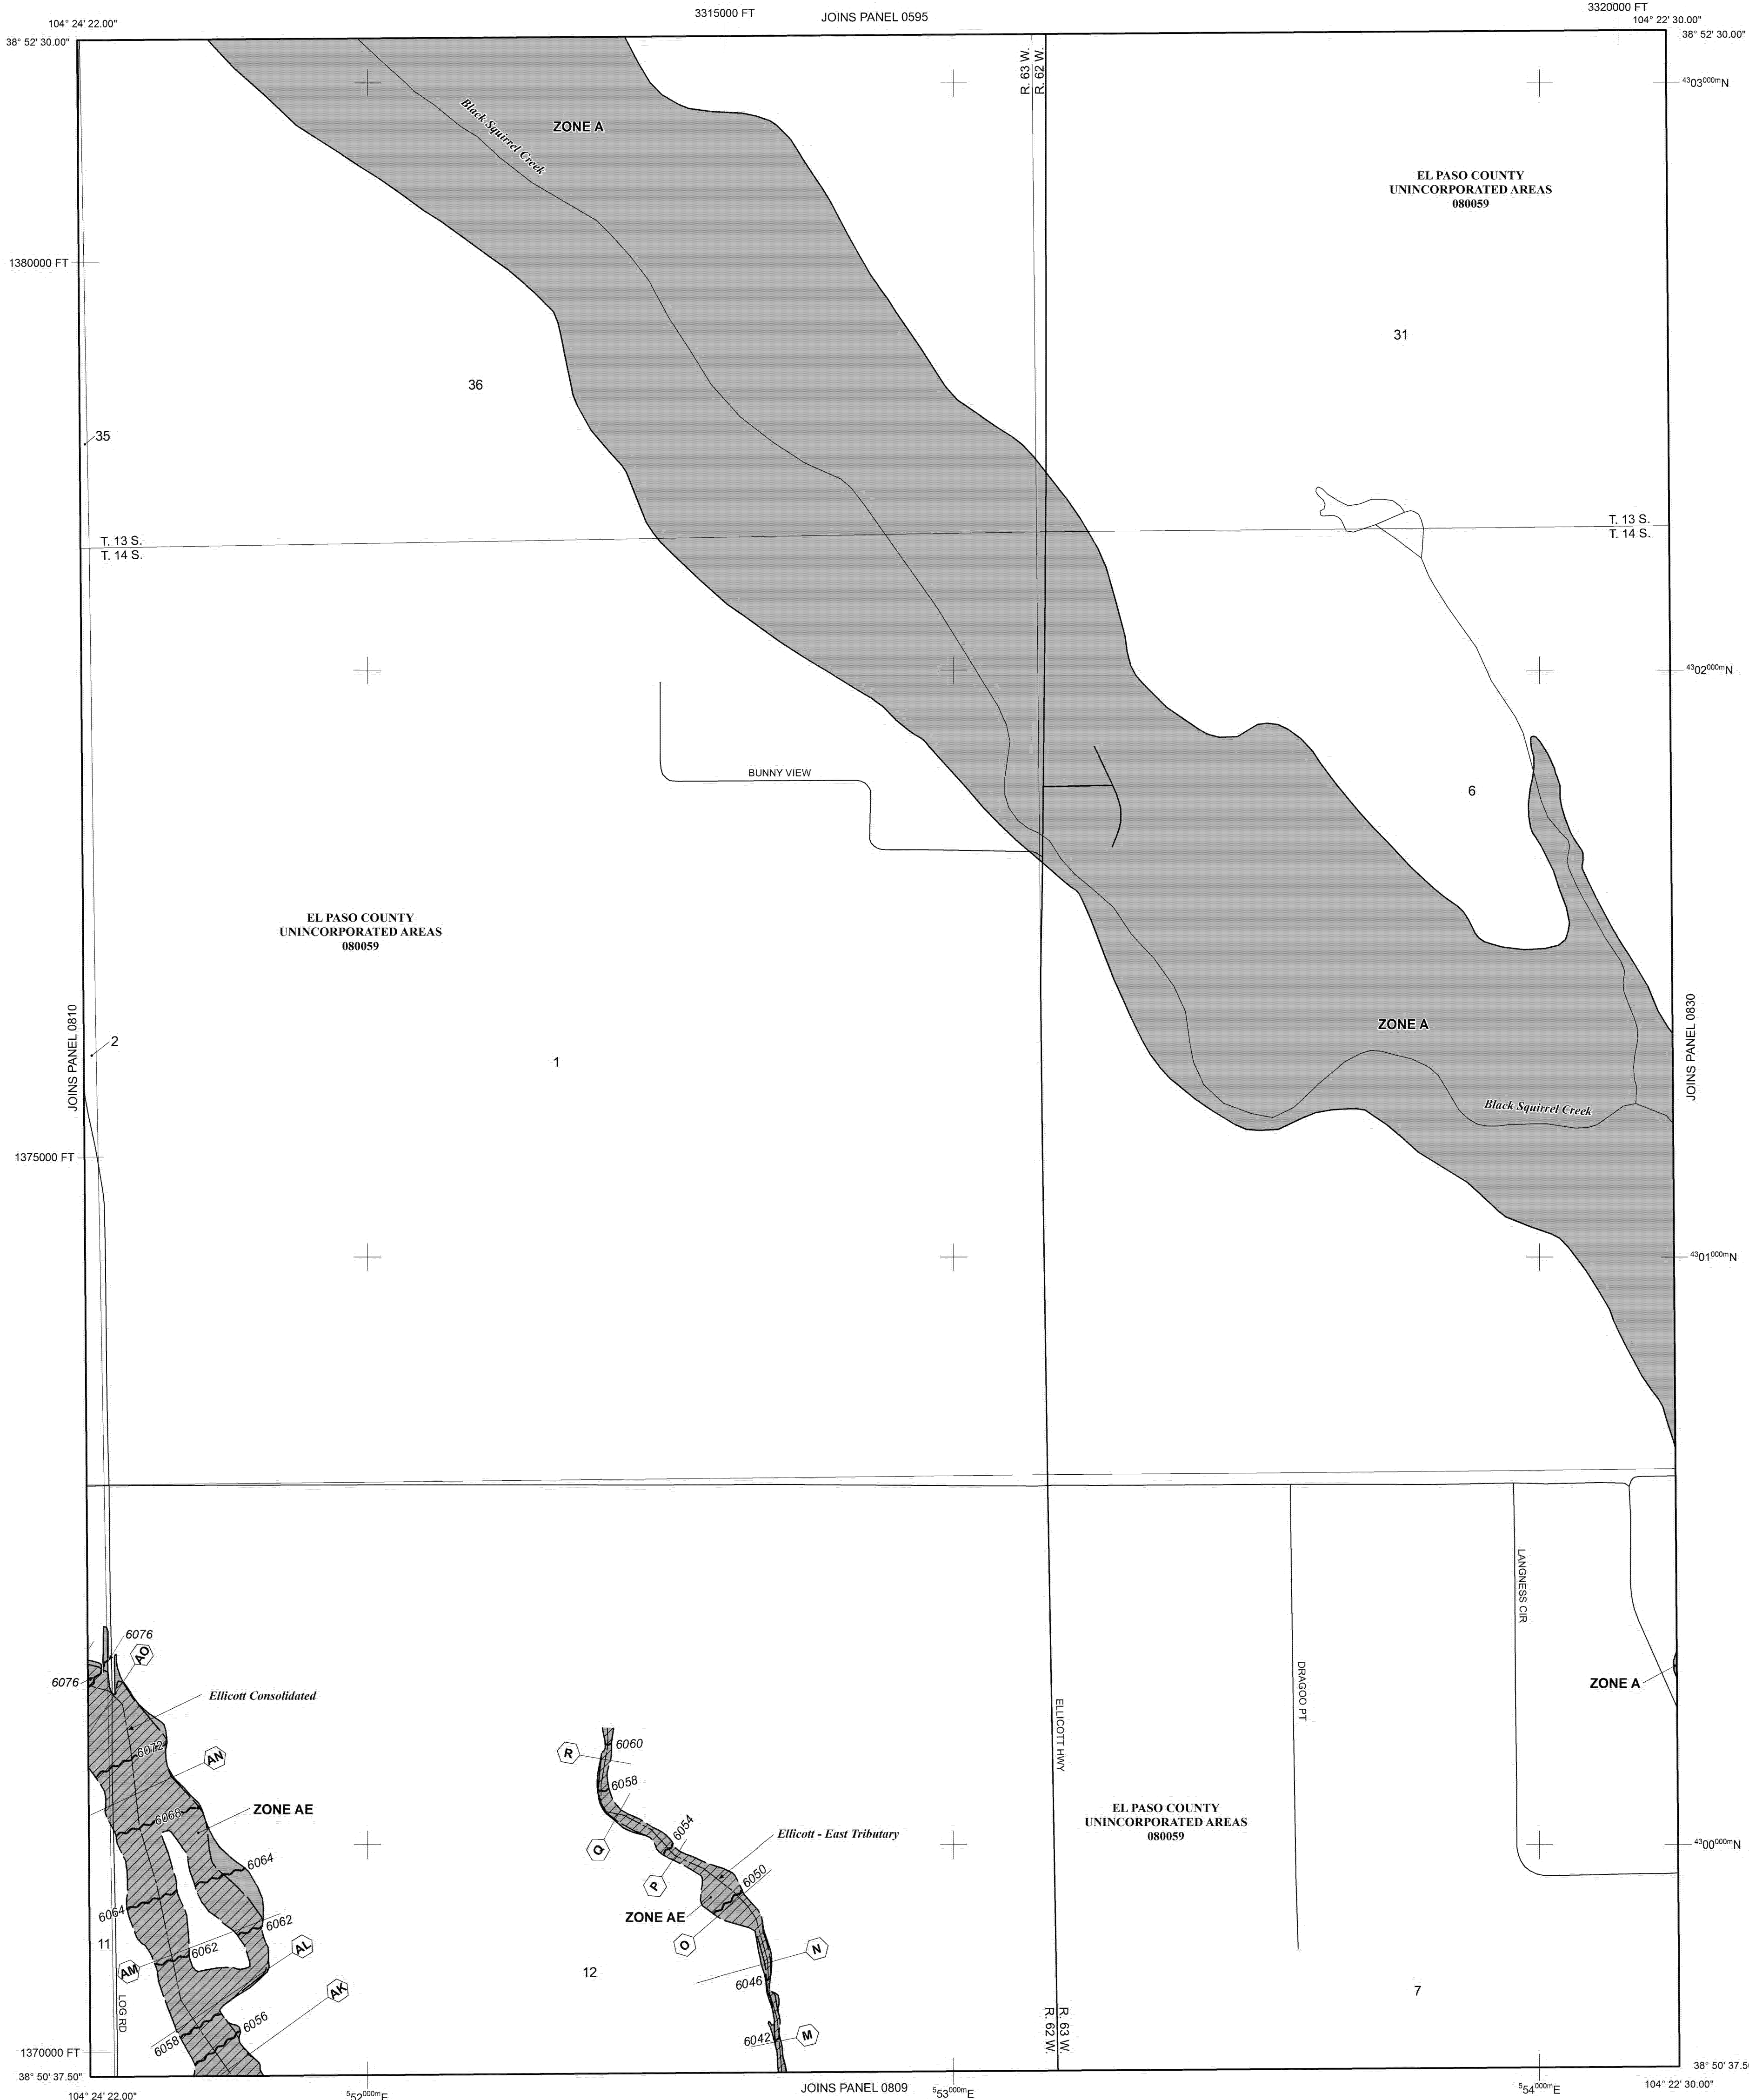 3315000 FT
JOINS PANEL 0595
3320000 FT
104° 24' 22.00"
104° 22' 30.00"
38° 52' 30.00"
38° 52' 30.00"
R. 63 W.
R. 62 W.
4303000mN
Black Squirrel Creek
ZONE A
EL PASO COUNTY
UNINCORPORATED AREAS
080059
1380000 FT
31
36
35
T. 13 S.
T. 14 S.
T. 13 S.
T. 14 S.
4302000mN
BUNNY VIEW
6
EL PASO COUNTY
UNINCORPORATED AREAS
080059
JOINS PANEL 0810
2
1
ZONE A
JOINS PANEL 0830
Black Squirrel Creek
1375000 FT
4301000mN
LANGNESS CIR
6076
AO
6076
Ellicott Consolidated
DRAGOO PT
ZONE A
ELLICOTT HWY
6072
AN
R
6060
6058
6068
ZONE AE
EL PASO COUNTY
UNINCORPORATED AREAS
080059
6054
Ellicott - East Tributary
4300000mN
Q
6064
P
6050
6064
ZONE AE
6062
11
6062
AL
O
N
AM
12
6046
AK
7
LOG RD
6056
6058
6042
M
R. 63 W.
R. 62 W.
1370000 FT
38° 50' 37.50"
38° 50' 37.50"
104° 24' 22.00"
552000mE
JOINS PANEL 0809
553000mE
554000mE
104° 22' 30.00"